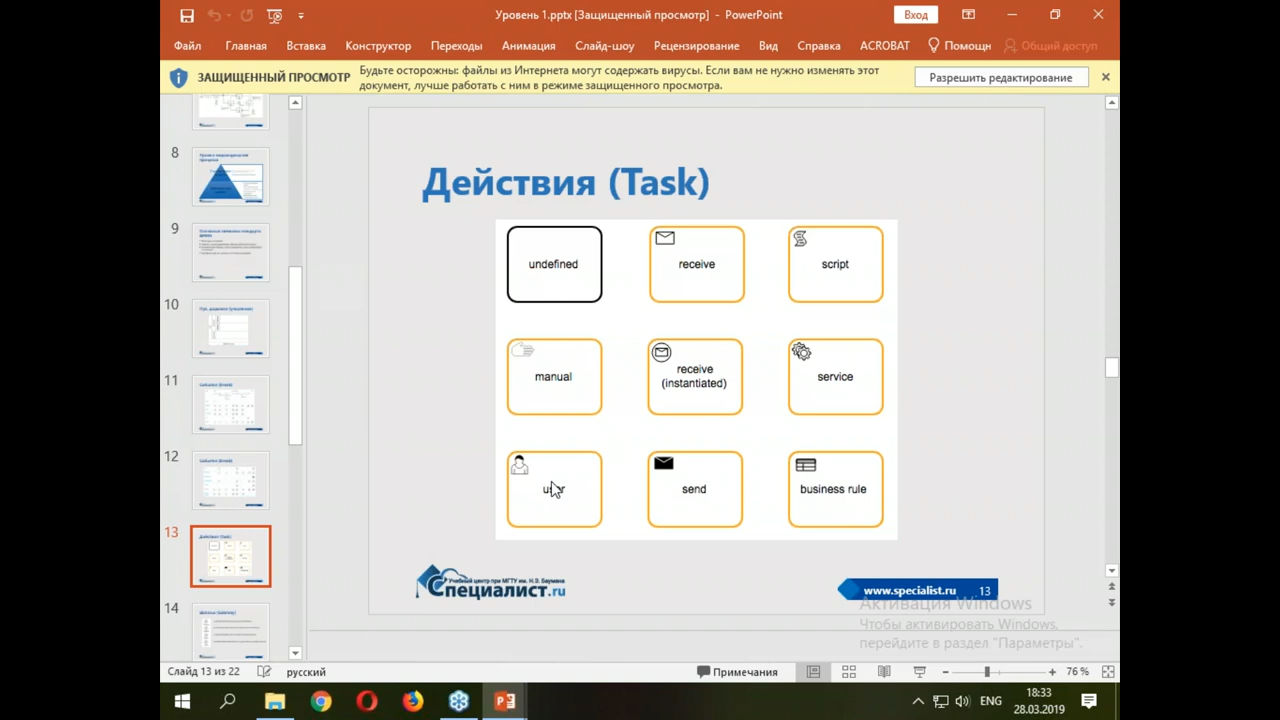 Уровень 1.pptx [Защищенный просмотр] - PowerPoint
Вход
Файл
Главная
Вставка
Конструктор
Переходы
Анимация
Слайд-шоу
Рецензирование
Вид
Справка
ACROBAT
Помощн
Общий доступ
ЗАЩИЩЕННЫЙ ПРОСМОТР
Будьте осторожны: файлы из Интернета могут содержать вирусы. Если вам не нужно изменять этот
документ, лучше работать с ним в режиме защищенного просмотра.
Разрешить редактирование
8
9
10
11
12
13
Действия (Task)
14
Действия (Task)
undefined
receive
script
manual
receive
(instantiated)
service
user
send
business rule
Учебный центр при МГТУ им. Н.Э. Баумана
Специалист.ru
www.specialist.ru
13
Активация Windows
Чтобы активировать Windows,
перейдите в раздел "Параметры".
Слайд 13 из 22
русский
Примечания
76 %
ENG
18:33
28.03.2019